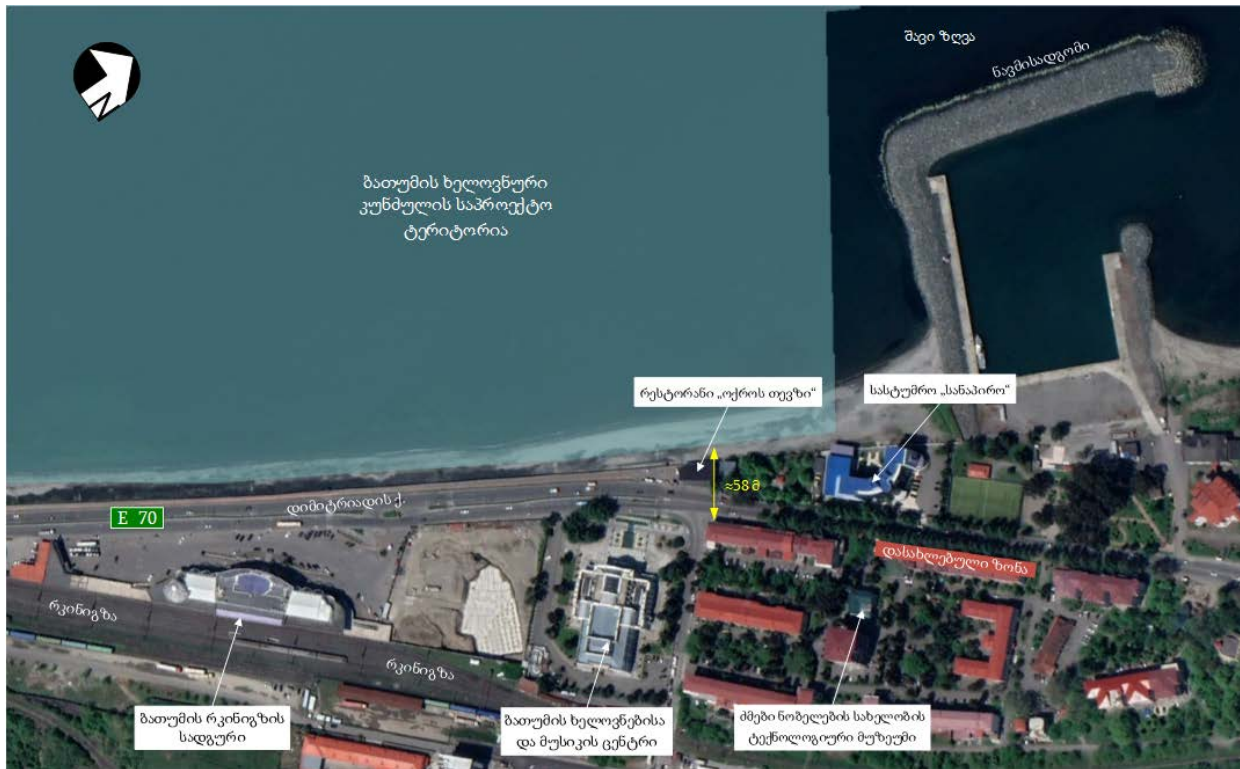 შავი ზღვა
ნავმისადგომი
N
ბათუმის ხელოვნური
კუნძულის საპროექტო
ტერიტორია
რესტორანი „ოქროს თევზი“
სასტუმრო „სანაპირო“
≈58 მ
დიმიტრიადის ქ.
E 70
დასახლებული ზონა
რკინიგზა
რკინიგზა
ბათუმის რკინიგზის
სადგური
ბათუმის ხელოვნებისა
და მუსიკის ცენტრი
ძმები ნობელების სახელობის
ტექნოლოგიური მუზეუმი